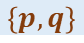 {p, q}